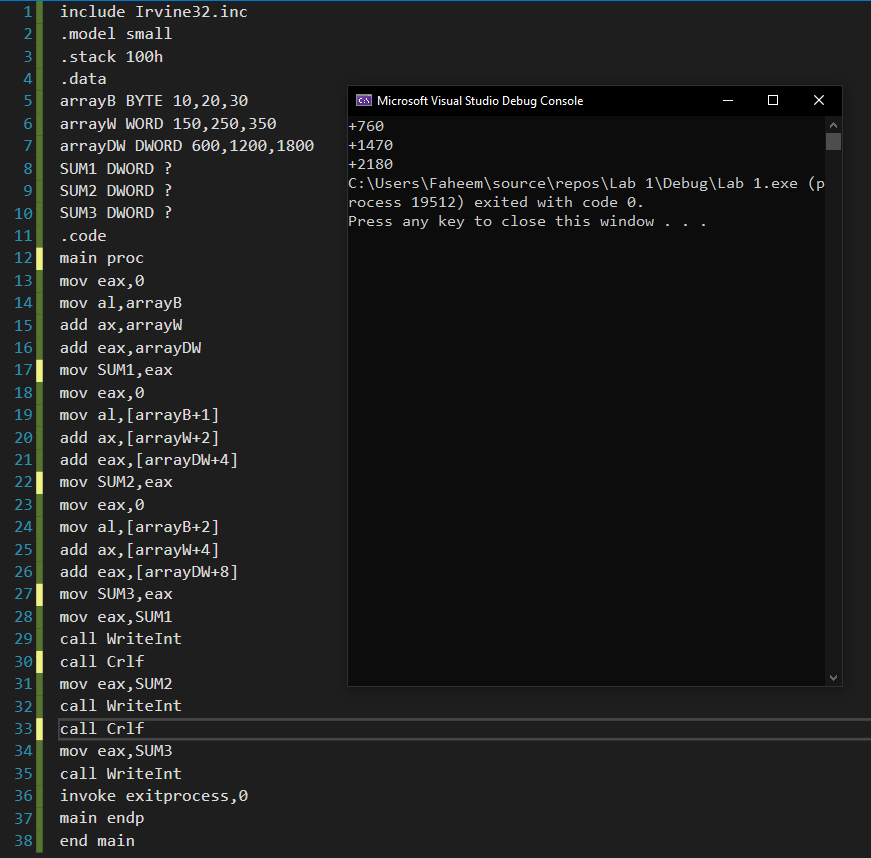 1 include Irvine32.inc
2 .model small
3 .stack 100h
4 .data
5 arrayB BYTE 10,20,30
6 arrayW WORD 150,250,350
7 arrayDW DWORD 600,1200,1800
8 SUM1 DWORD ?
9 SUM2 DWORD ?
10 SUM3 DWORD ?
11 .code
12 main proc
13 mov eax,0
14 mov al,arrayB
15 add ax,arrayW
16 add eax,arrayDW
17 mov SUM1,eax
18 mov eax,0
19 mov al,[arrayB+1]
20 add ax,[arrayW+2]
21 add eax,[arrayDW+4]
22 mov SUM2,eax
23 mov eax,0
24 mov al,[arrayB+2]
25 add ax,[arrayW+4]
26 add eax,[arrayDW+8]
27 mov SUM3,eax
28 mov eax,SUM1
29 call WriteInt
30 call Crlf
31 mov eax,SUM2
32 call WriteInt
33 call Crlf
34 mov eax,SUM3
35 call WriteInt
36 invoke exitprocess,0
37 main endp
38 end main
Microsoft Visual Studio Debug Console
+760
+1470
+2180
C:\Users\Faheem\source\repos\Lab 1\Debug\Lab 1.exe (p
rocess 19512) exited with code 0.
Press any key to close this window . . .